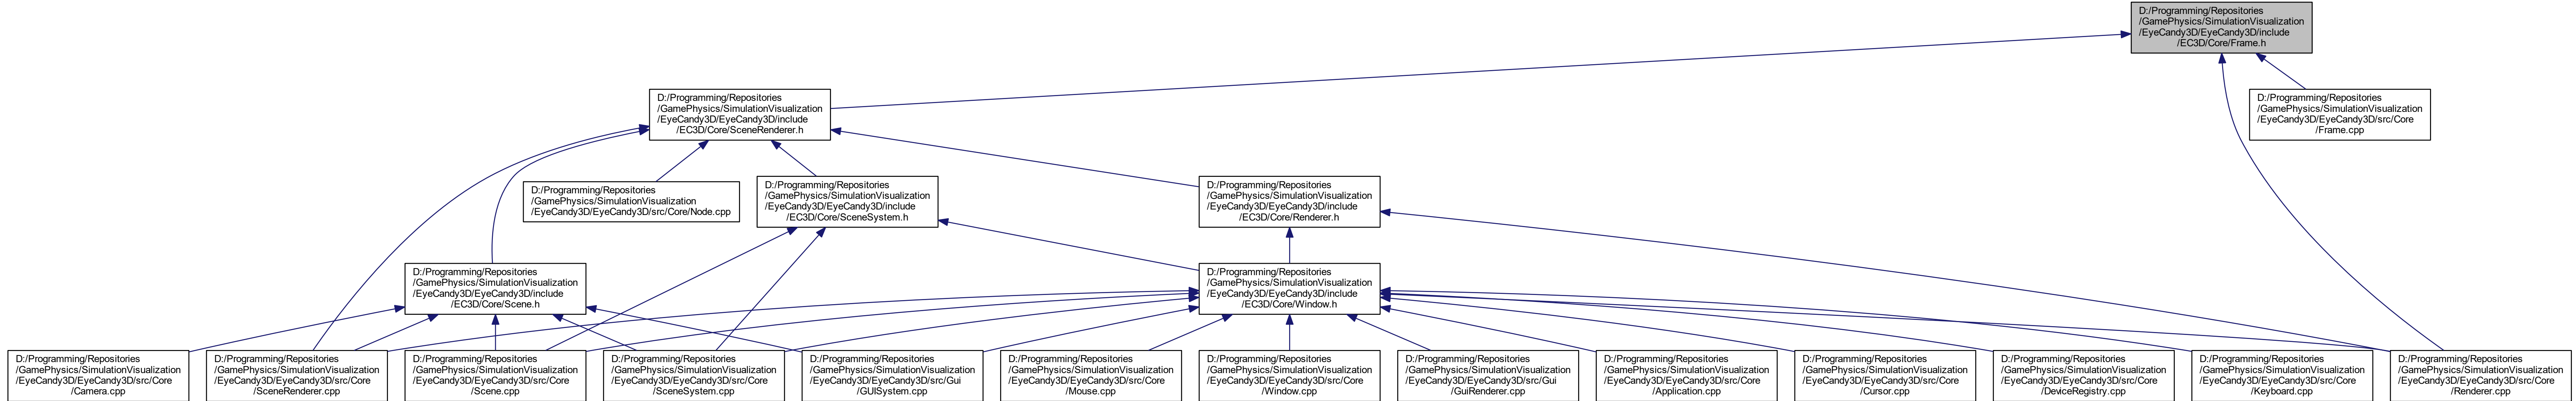 D:/Programming/Repositories
/GamePhysics/SimulationVisualization
/EyeCandy3D/EyeCandy3D/include
/EC3D/Core/Frame.h
D:/Programming/Repositories
/GamePhysics/SimulationVisualization
/EyeCandy3D/EyeCandy3D/include
/EC3D/Core/SceneRenderer.h
D:/Programming/Repositories
/GamePhysics/SimulationVisualization
/EyeCandy3D/EyeCandy3D/src/Core
/Frame.cpp
D:/Programming/Repositories
/GamePhysics/SimulationVisualization
/EyeCandy3D/EyeCandy3D/src/Core/Node.cpp
D:/Programming/Repositories
/GamePhysics/SimulationVisualization
/EyeCandy3D/EyeCandy3D/include
/EC3D/Core/SceneSystem.h
D:/Programming/Repositories
/GamePhysics/SimulationVisualization
/EyeCandy3D/EyeCandy3D/include
/EC3D/Core/Renderer.h
D:/Programming/Repositories
/GamePhysics/SimulationVisualization
/EyeCandy3D/EyeCandy3D/include
/EC3D/Core/Scene.h
D:/Programming/Repositories
/GamePhysics/SimulationVisualization
/EyeCandy3D/EyeCandy3D/include
/EC3D/Core/Window.h
D:/Programming/Repositories
/GamePhysics/SimulationVisualization
/EyeCandy3D/EyeCandy3D/src/Core
/Camera.cpp
D:/Programming/Repositories
/GamePhysics/SimulationVisualization
/EyeCandy3D/EyeCandy3D/src/Core
/SceneRenderer.cpp
D:/Programming/Repositories
/GamePhysics/SimulationVisualization
/EyeCandy3D/EyeCandy3D/src/Core
/Scene.cpp
D:/Programming/Repositories
/GamePhysics/SimulationVisualization
/EyeCandy3D/EyeCandy3D/src/Core
/SceneSystem.cpp
D:/Programming/Repositories
/GamePhysics/SimulationVisualization
/EyeCandy3D/EyeCandy3D/src/Gui
/GUISystem.cpp
D:/Programming/Repositories
/GamePhysics/SimulationVisualization
/EyeCandy3D/EyeCandy3D/src/Core
/Mouse.cpp
D:/Programming/Repositories
/GamePhysics/SimulationVisualization
/EyeCandy3D/EyeCandy3D/src/Core
/Window.cpp
D:/Programming/Repositories
/GamePhysics/SimulationVisualization
/EyeCandy3D/EyeCandy3D/src/Gui
/GuiRenderer.cpp
D:/Programming/Repositories
/GamePhysics/SimulationVisualization
/EyeCandy3D/EyeCandy3D/src/Core
/Application.cpp
D:/Programming/Repositories
/GamePhysics/SimulationVisualization
/EyeCandy3D/EyeCandy3D/src/Core
/Cursor.cpp
D:/Programming/Repositories
/GamePhysics/SimulationVisualization
/EyeCandy3D/EyeCandy3D/src/Core
/DeviceRegistry.cpp
D:/Programming/Repositories
/GamePhysics/SimulationVisualization
/EyeCandy3D/EyeCandy3D/src/Core
/Keyboard.cpp
D:/Programming/Repositories
/GamePhysics/SimulationVisualization
/EyeCandy3D/EyeCandy3D/src/Core
/Renderer.cpp